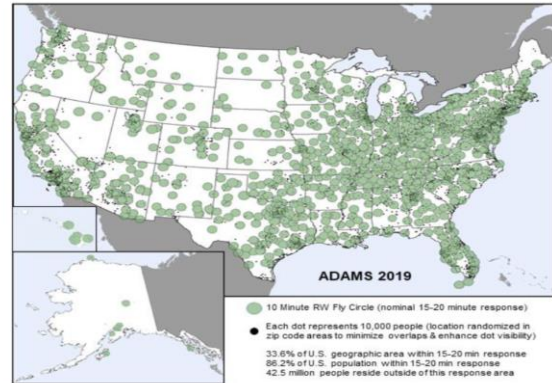 ADAMS 2019
10 Minute RW Fly Circle (nominal 15-20 minute response)
Each dot represents 10,000 people (location randomized in
zip code areas to minimize overlaps & enhance dot visibility)
33.6% of U.S. geographic area within 15-20 min response
86.2% of U.S. population within 15-20 min response
42.5 million people reside outside of this response area